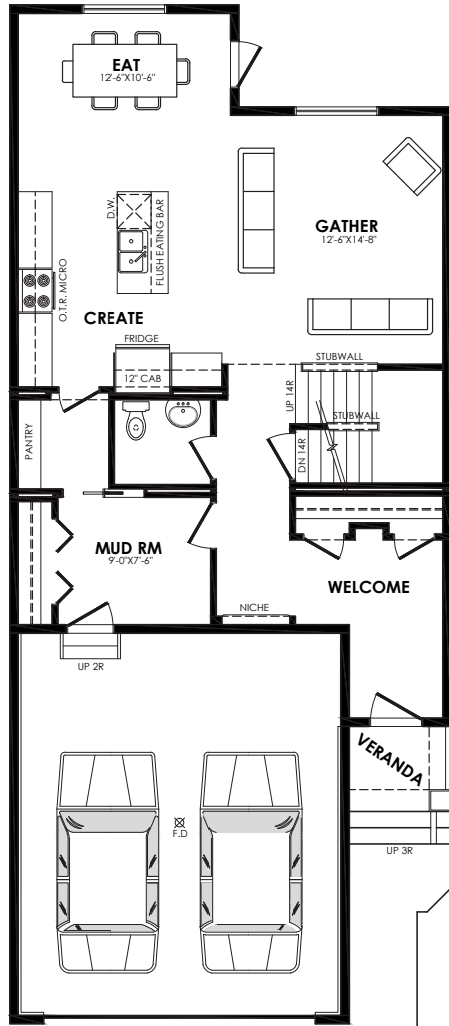 EAT
12'-6"X10'-6"
D.W.
FLUSH EATING BAR
GATHER
12'-6"X14'-8"
O.T.R. MICRO
CREATE
FRIDGE
12" CAB
STUBWALL
UP 14R
STUBWALL
PANTRY
DN 14R
MUD RM
9'-0"X7'-6"
WELCOME
NICHE
UP 2R
VERANDA
F.D
UP 3R